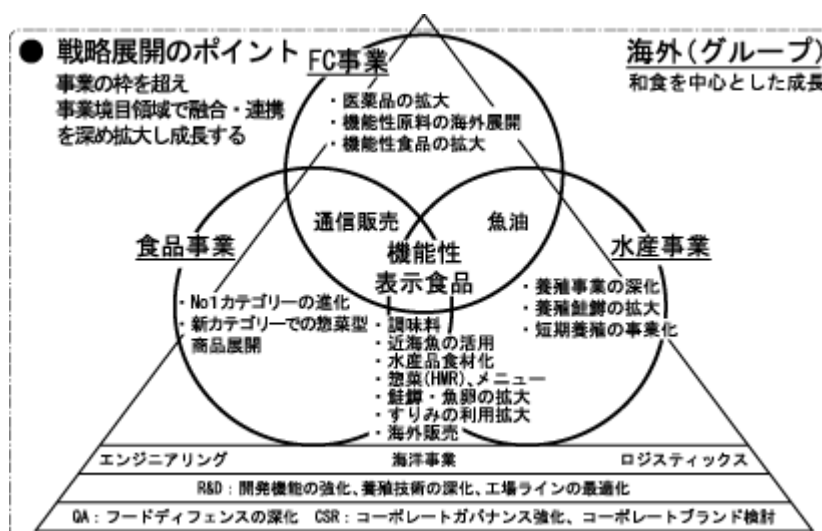 ● 戦略展開のポイント
事業の枠を超え
事業境目領域で融合・連携
を深め拡大し成長する
海外(グループ)
和食を中心とした成長
FC事業
・医薬品の拡大
・機能性原料の海外展開
・機能性食品の拡大
通信販売
魚油
食品事業
機能性
表示食品
水産事業
・No1カテゴリーの進化
・新カテゴリーでの惣菜型
商品展開
・養殖事業の深化
・養殖鮭鱒の拡大
・短期養殖の事業化
・調味料
・近海魚の活用
・水産品食材化
・惣菜(HMR)、メニュー
・鮭鱒・魚卵の拡大
・すりみの利用拡大
・海外販売
エンジニアリング 海洋事業 ロジスティックス
R&D:開発機能の強化、養殖技術の深化、工場ラインの最適化
QA:フードディフェンスの深化 CSR:コーポレートガバナンス強化、コーポレートブランド検討